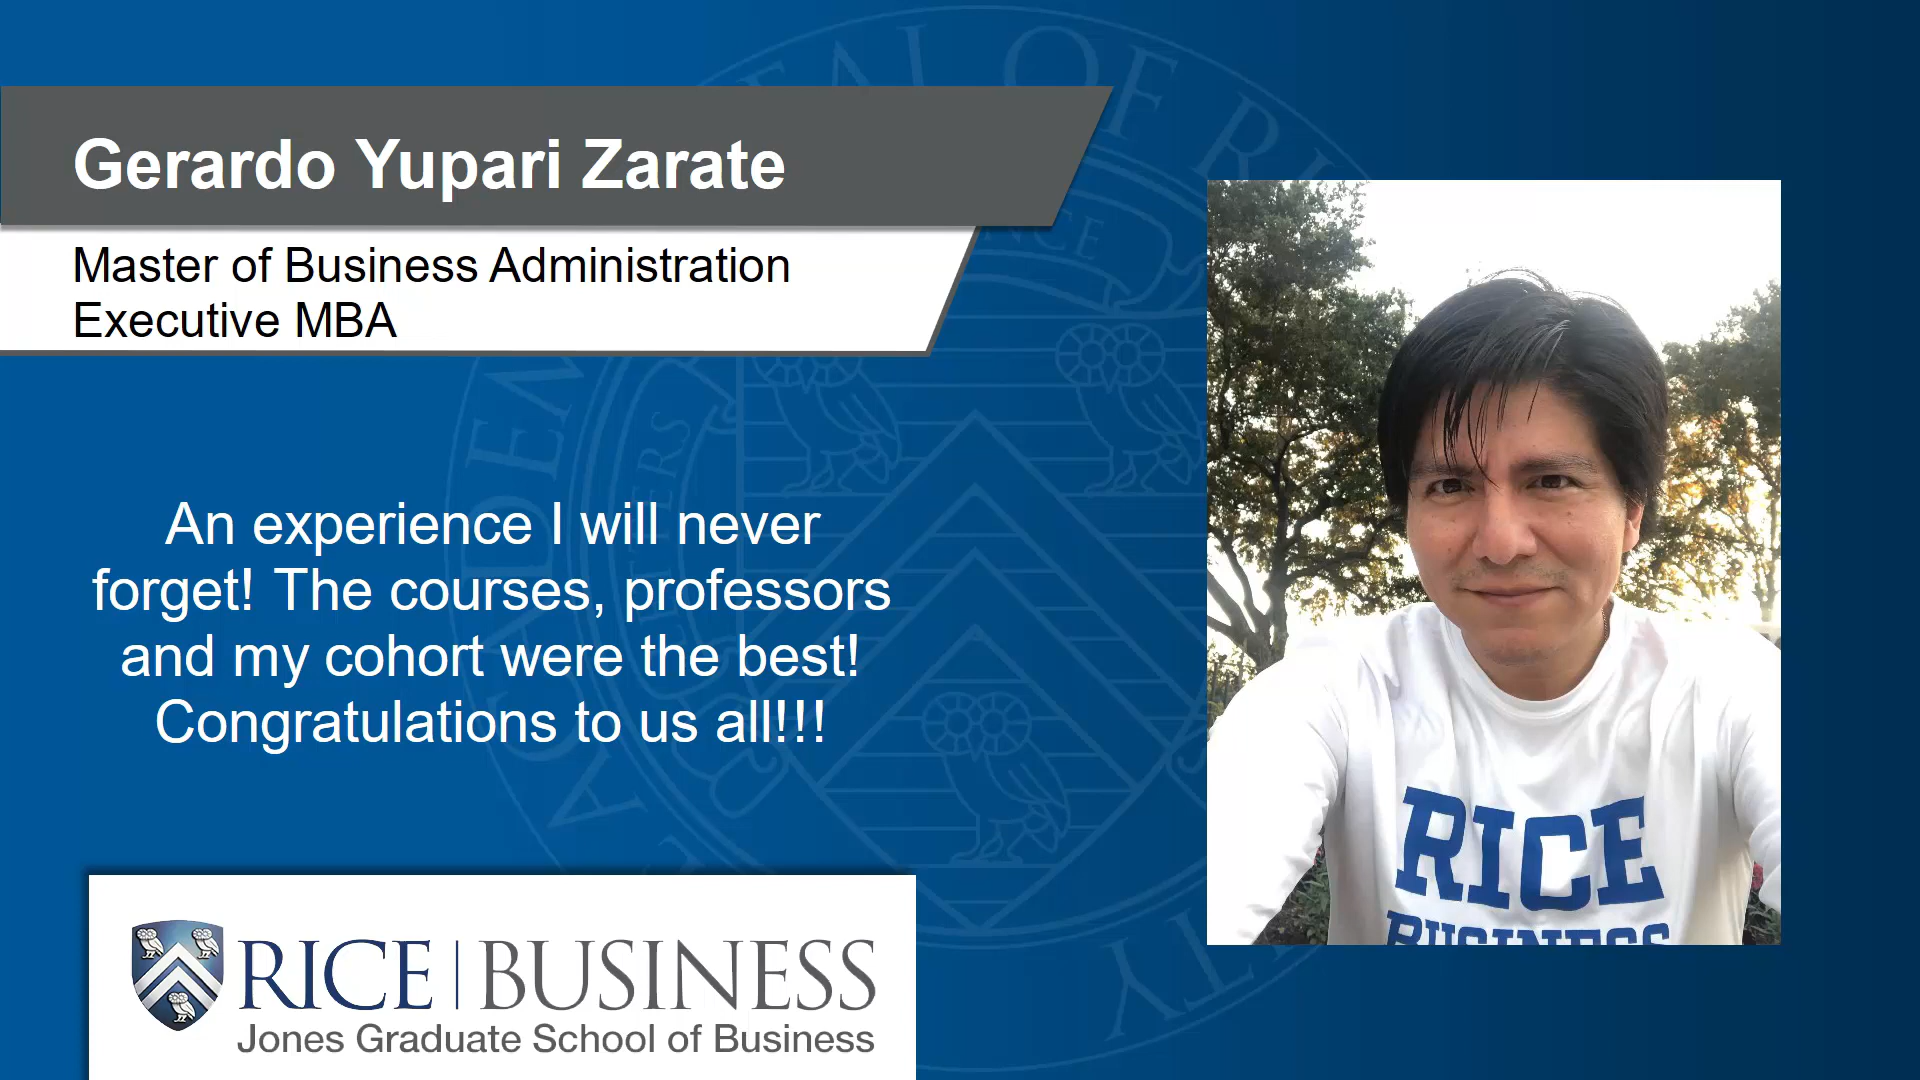 Gerardo Yupari Zarate
Master of Business Administration
Executive MBA
An experience I will never
forget! The courses, professors
and my cohort were the best!
Congratulations to us all!!!
RICE | BUSINESS
Jones Graduate School of Business
RICE
BUSINESS